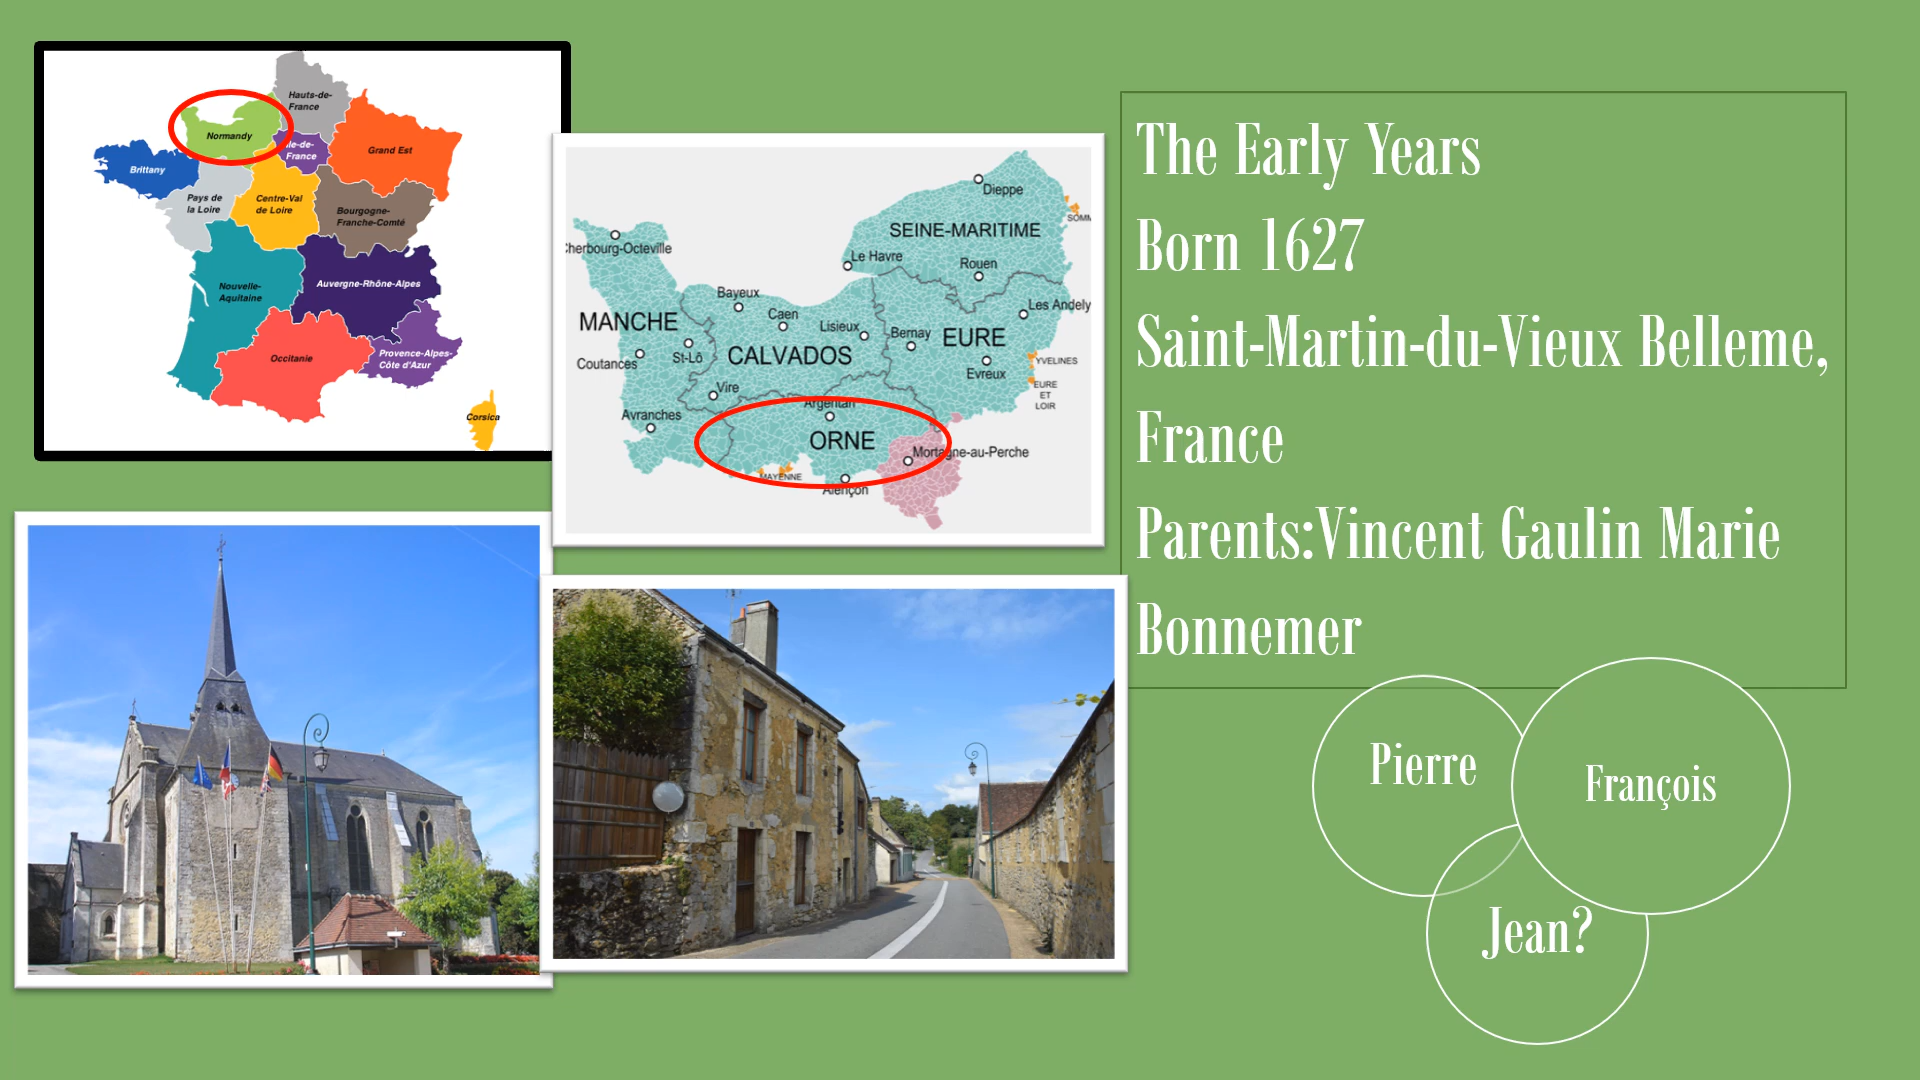 Hauts-de-
France
Normandy
Ile-de-
France
Grand Est
Brittany
Pays de
la Loire
Centre-Val
de Loire
Bourgogne-
Franche-Comté
Nouvelle-
Aquitaine
Auvergne-Rhône-Alpes
Occitanie
Provence-Alpes-
Côte d'Azur
Corsica
Dieppe
SOMM
SEINE-MARITIME
Cherbourg-Octeville
Le Havre
Rouen
Bayeux
Les Andely
Caen
MANCHE
Lisieux
Bernay
EURE
St-Lô
CALVADOS
Coutances
YVELINES
Evreux
EURE
ET
LOIR
Vire
Argentan
Avranches
ORNE
Mortagne-au-Perche
MAYENNE
Alençon
The Early Years
Born 1627
Saint-Martin-du-Vieux Belleme,
France
Parents:Vincent Gaulin Marie
Bonnemer
Pierre
François
Jean?